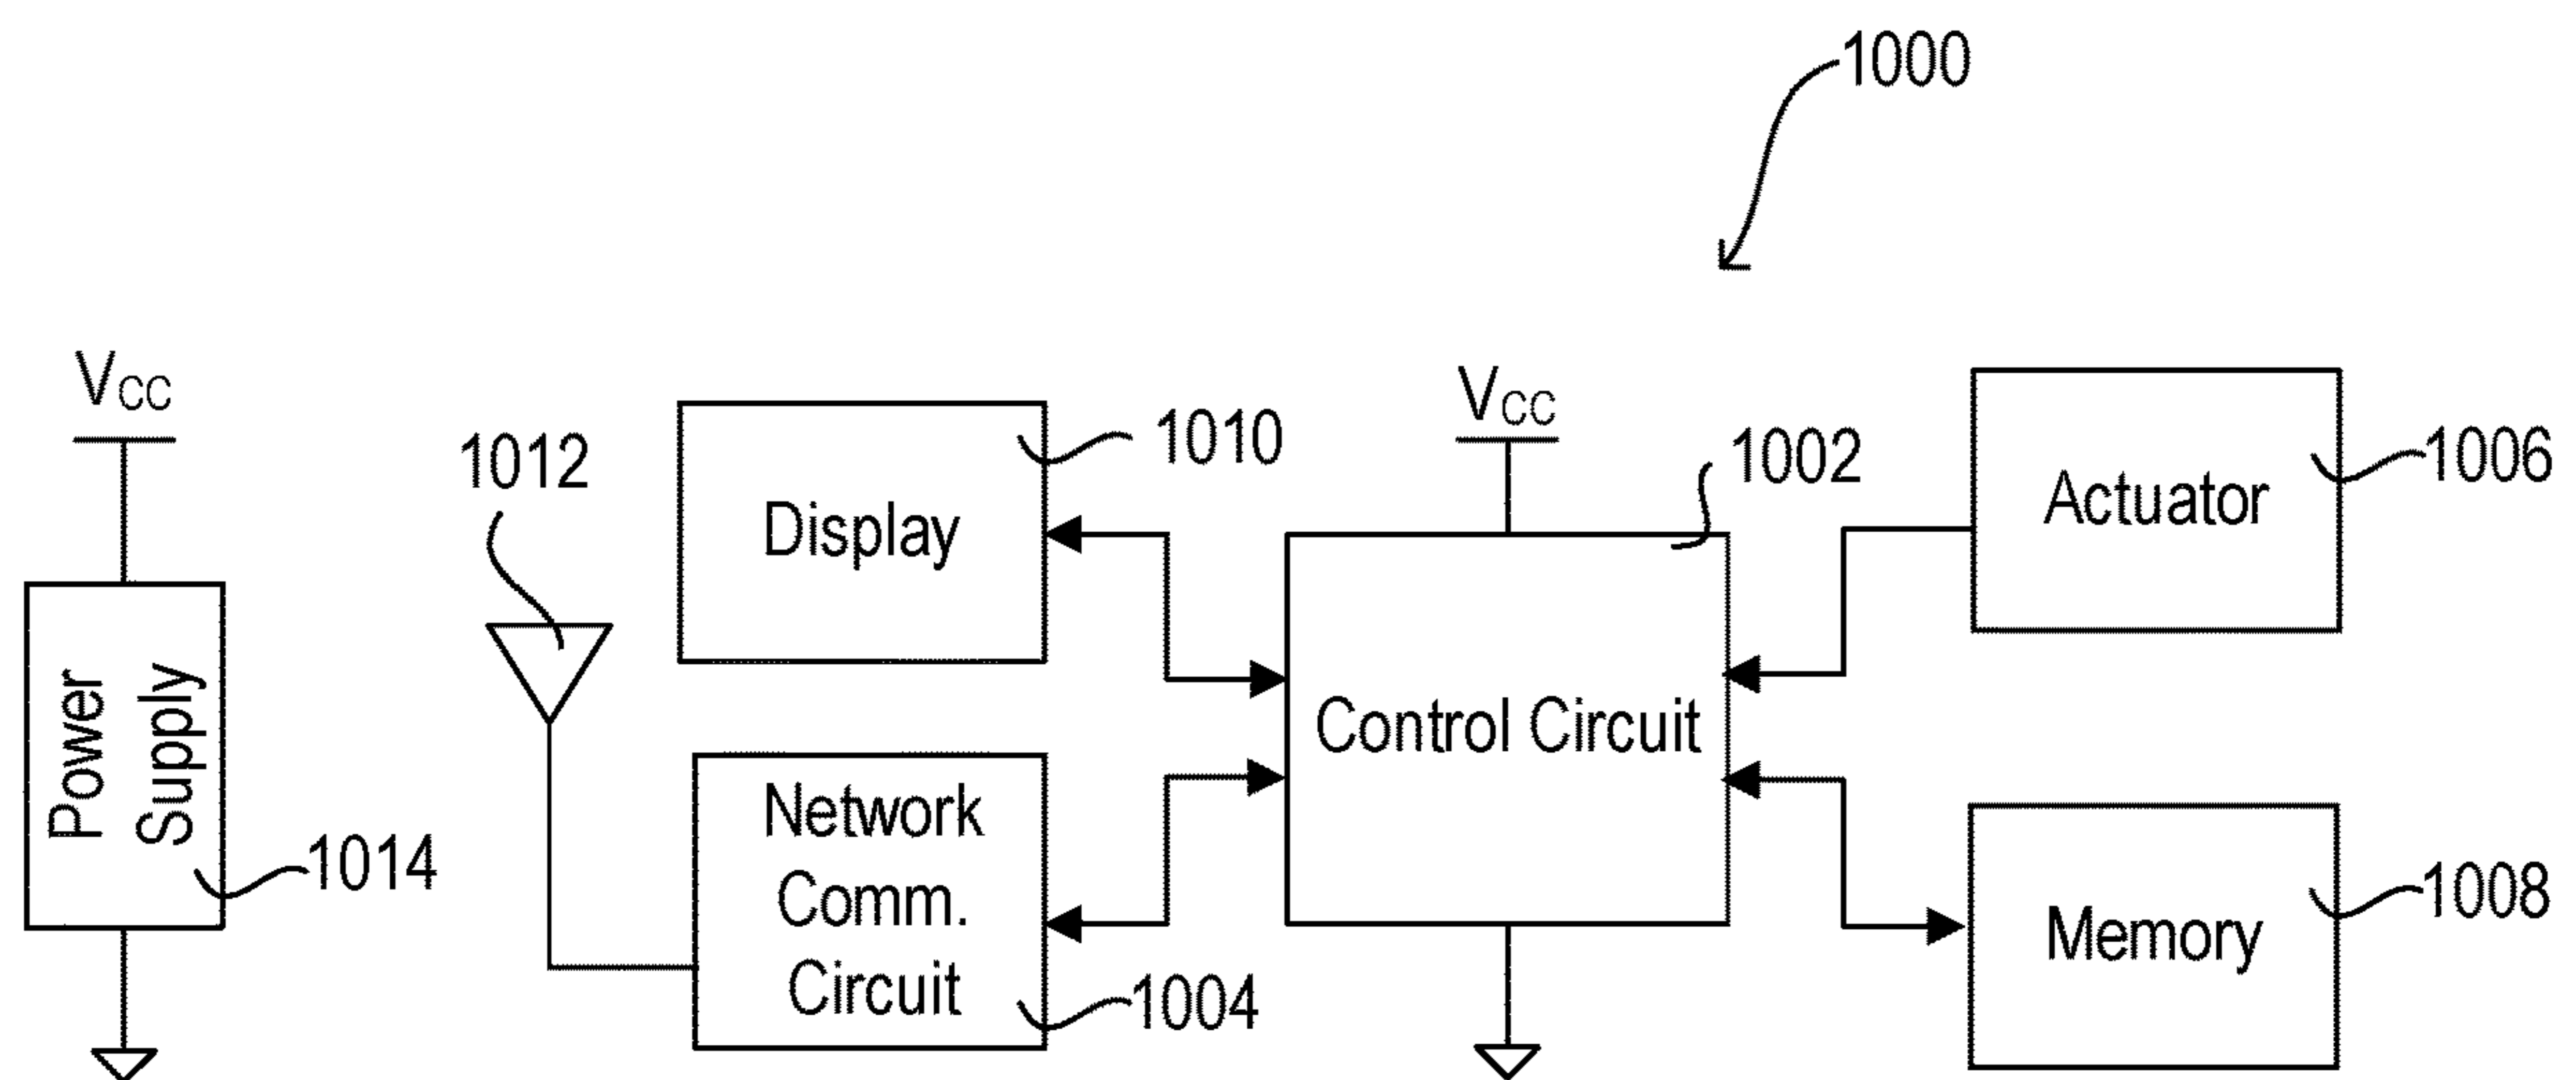 1000
VCC
Power
Supply
1014
1012
Display
1010
Network
Comm.
Circuit
1004
VCC
1002
Control Circuit
Actuator
1006
Memory
1008